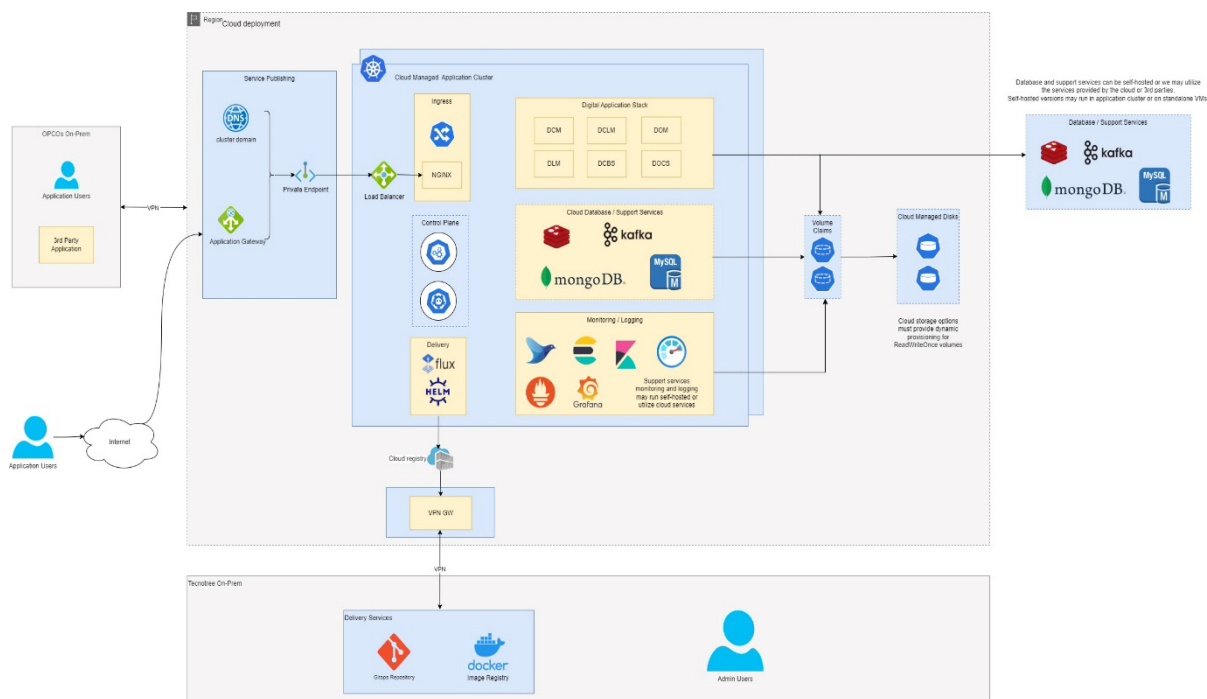 Region
Cloud deployment
Service Publishing
DNS
cluster domain
Application Gateway
Private Endpoint
Load Balancer
Cloud Managed Application Cluster
Ingress
NGINX
Control Plane
Delivery
flux
HELM
Digital Application Stack
DCM
DCLM
DOM
DLM
DCBS
DOCS
Cloud Database / Support Services
kafka
mongoDB.
MySQL
M
Monitoring / Logging
Grafana
Support services
monitoring and logging
may run self-hosted or
utilize cloud services
Volume
Claims
Cloud Managed Disks
Cloud storage options
must provide dynamic
provisioning for
ReadWriteOnce volumes
Database and support services can be self-hosted or we may utilize
the services provided by the cloud or 3rd parties.
Self-hosted versions may run in application cluster or on standalone VMs
Database / Support Services
kafka
mongoDB.
MySQL
M
OPCOs On-Prem
Application Users
3rd Party
Application
VPN
Application Users
Internet
Cloud registry
VPN GW
VPN
Tecnotree On-Prem
Delivery Services
Gitops Repository
docker
Image Registry
Admin Users